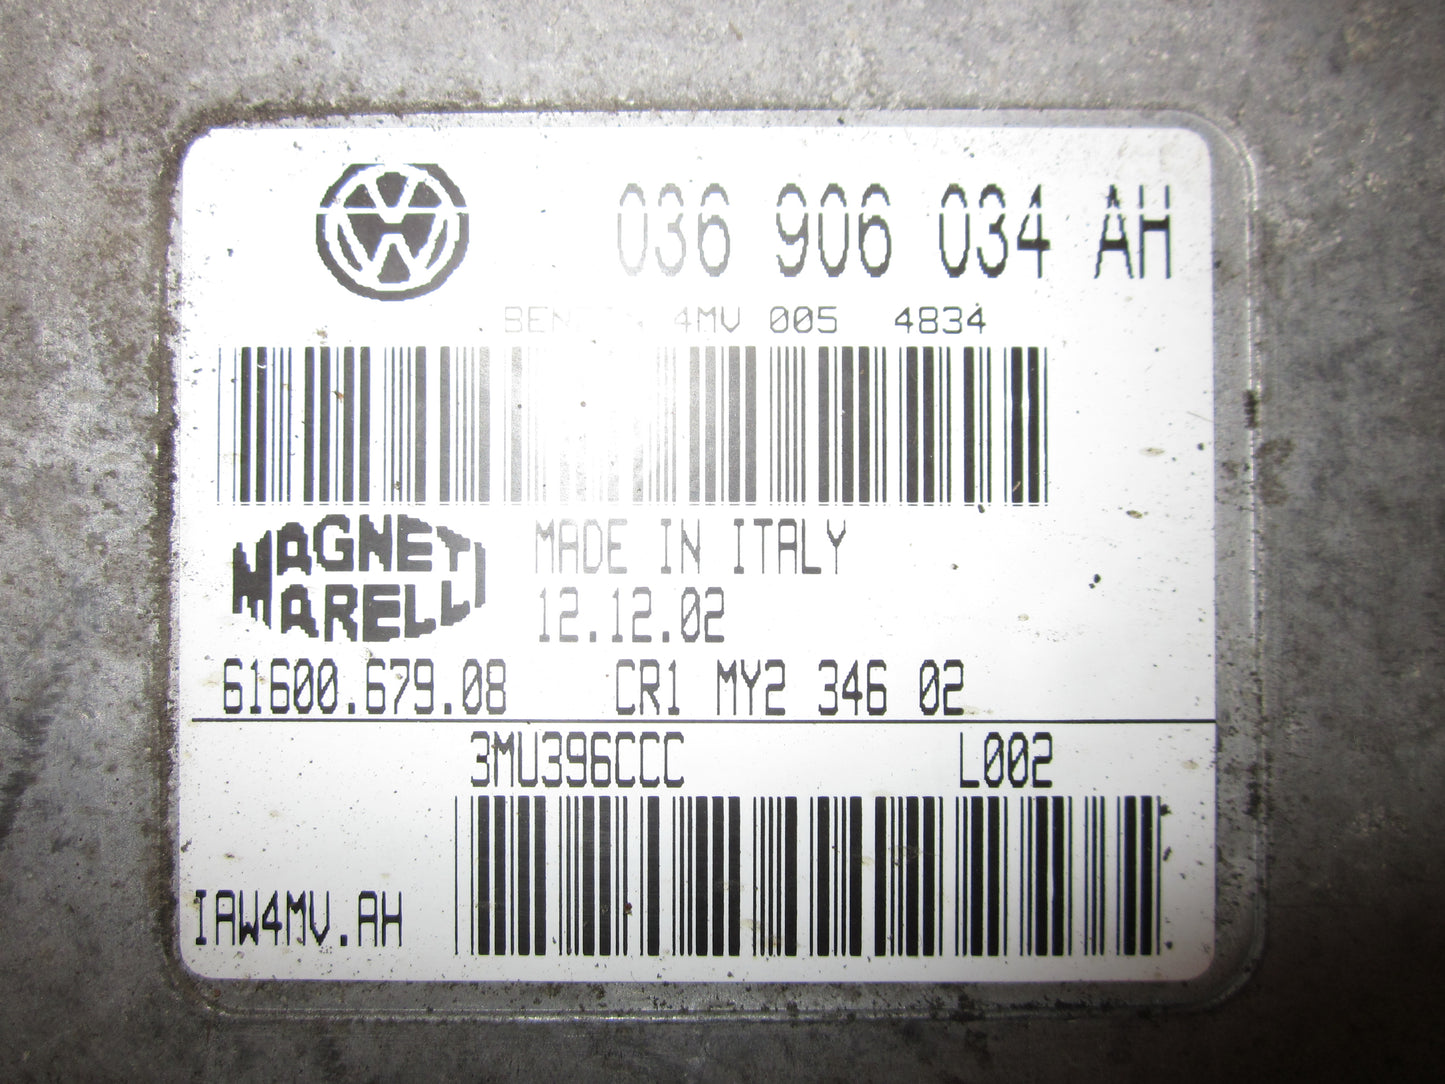 036 906 034 AH
4MV 005 4834
MAGNETI
MARELLI
MADE IN ITALY
12.12.02
61600.679.08 CR1 MY2 346 02
3MU396CCC L002
IAW4MV.AH